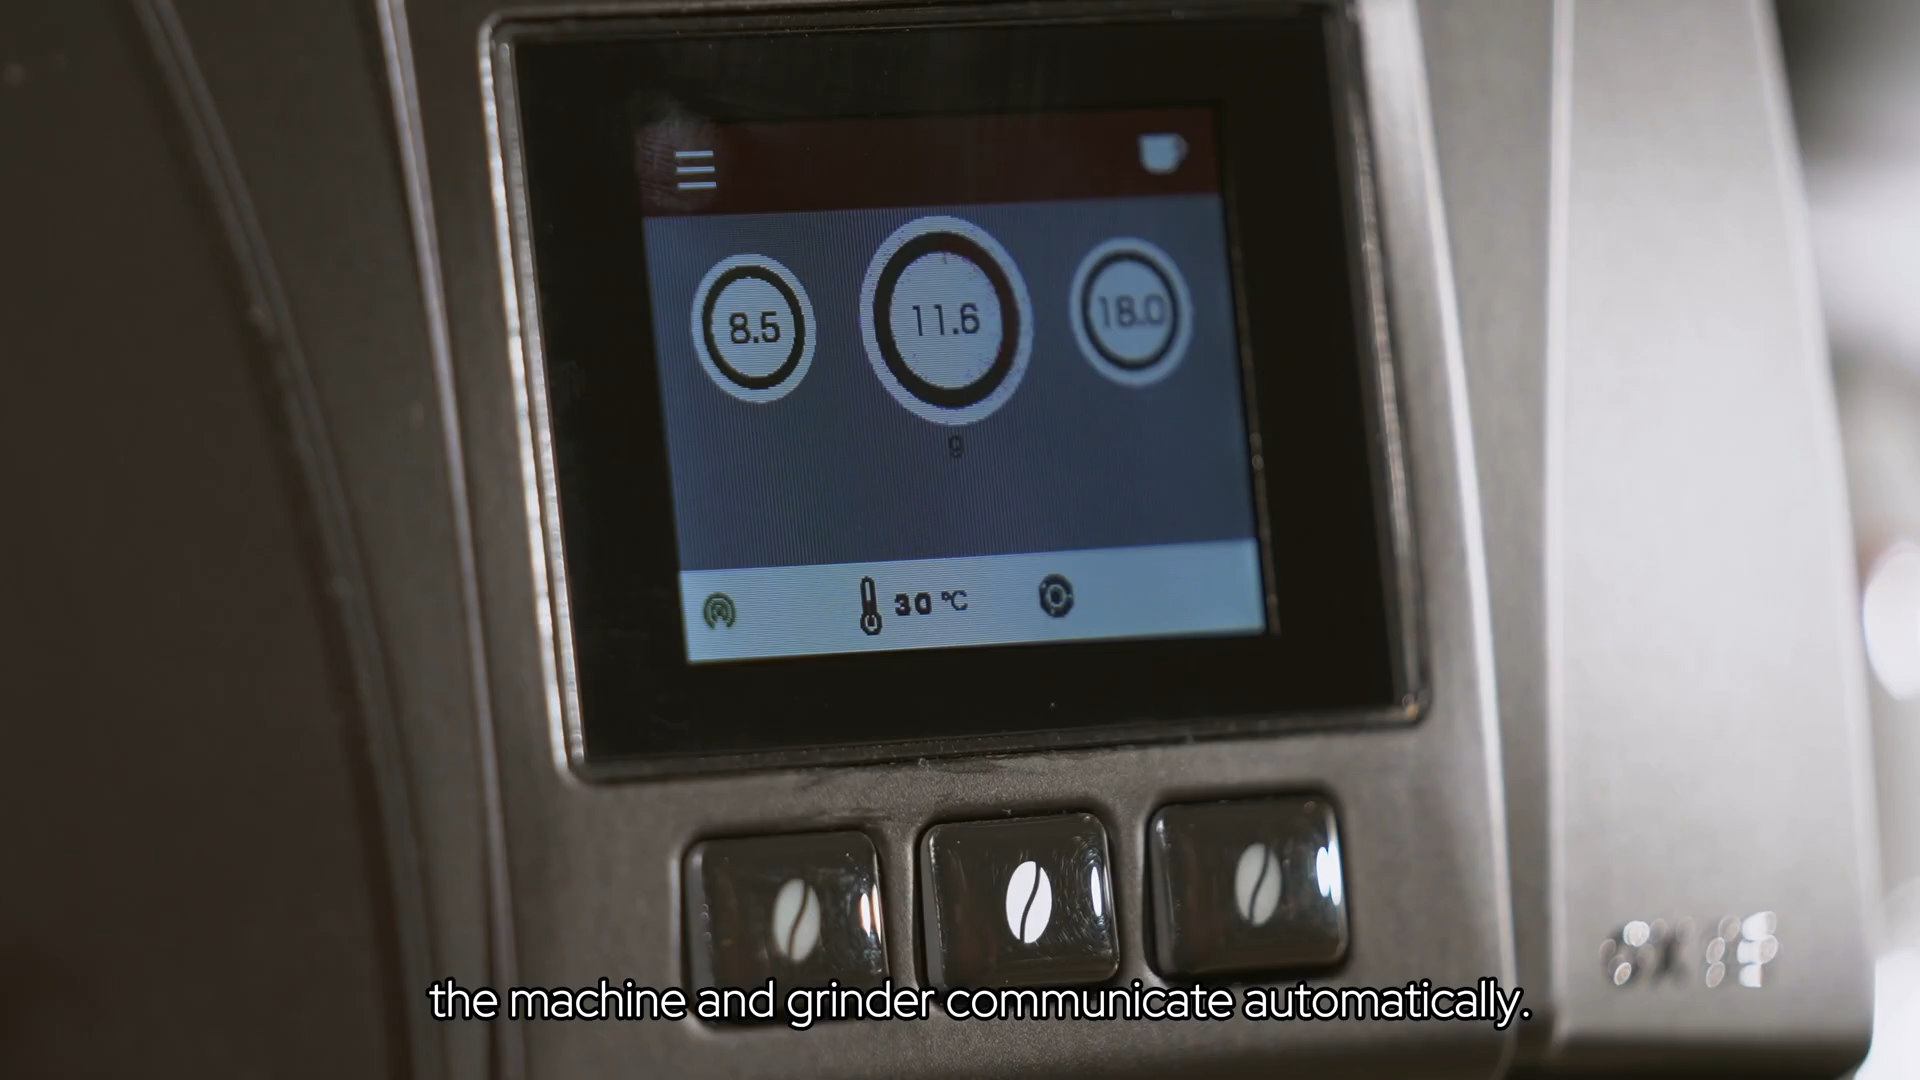 8.5 11.6 18.0
g
30 °C
the machine and grinder communicate automatically.